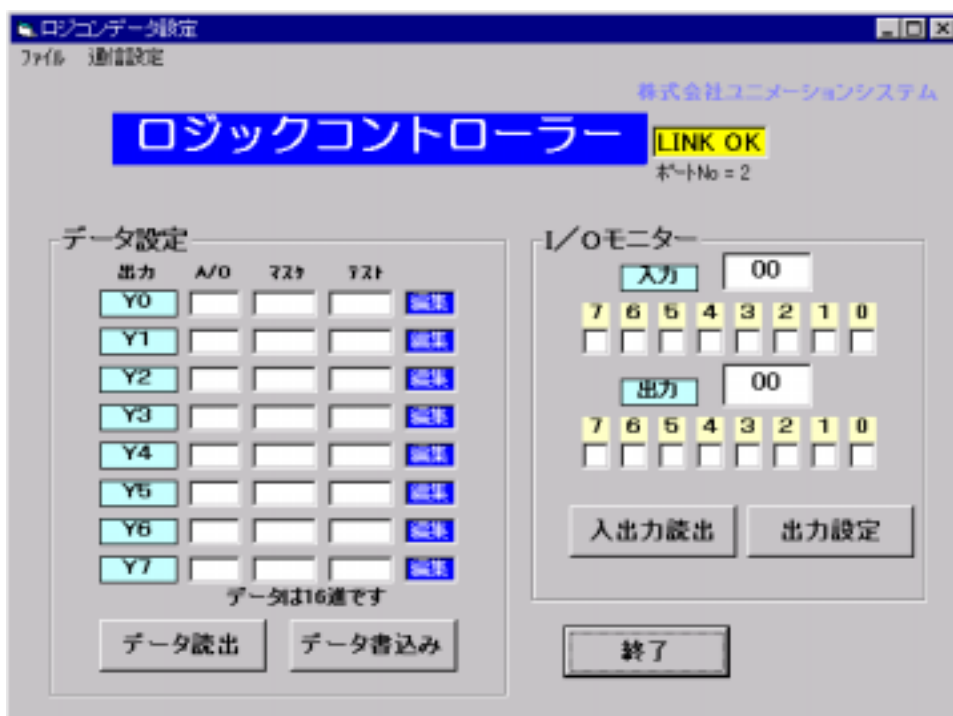 ロジコンデータ設定
ファイル 通信設定
株式会社ユニメーションシステム
ロジックコントローラー
LINK OK
ポートNo = 2
データ設定
出力 A/O マスク テスト
Y0 編集
Y1 編集
Y2 編集
Y3 編集
Y4 編集
Y5 編集
Y6 編集
Y7 編集
データは16進です
データ読出 データ書込み
I/Oモニター
入力 00
7 6 5 4 3 2 1 0
出力 00
7 6 5 4 3 2 1 0
入出力読出 出力設定
終了